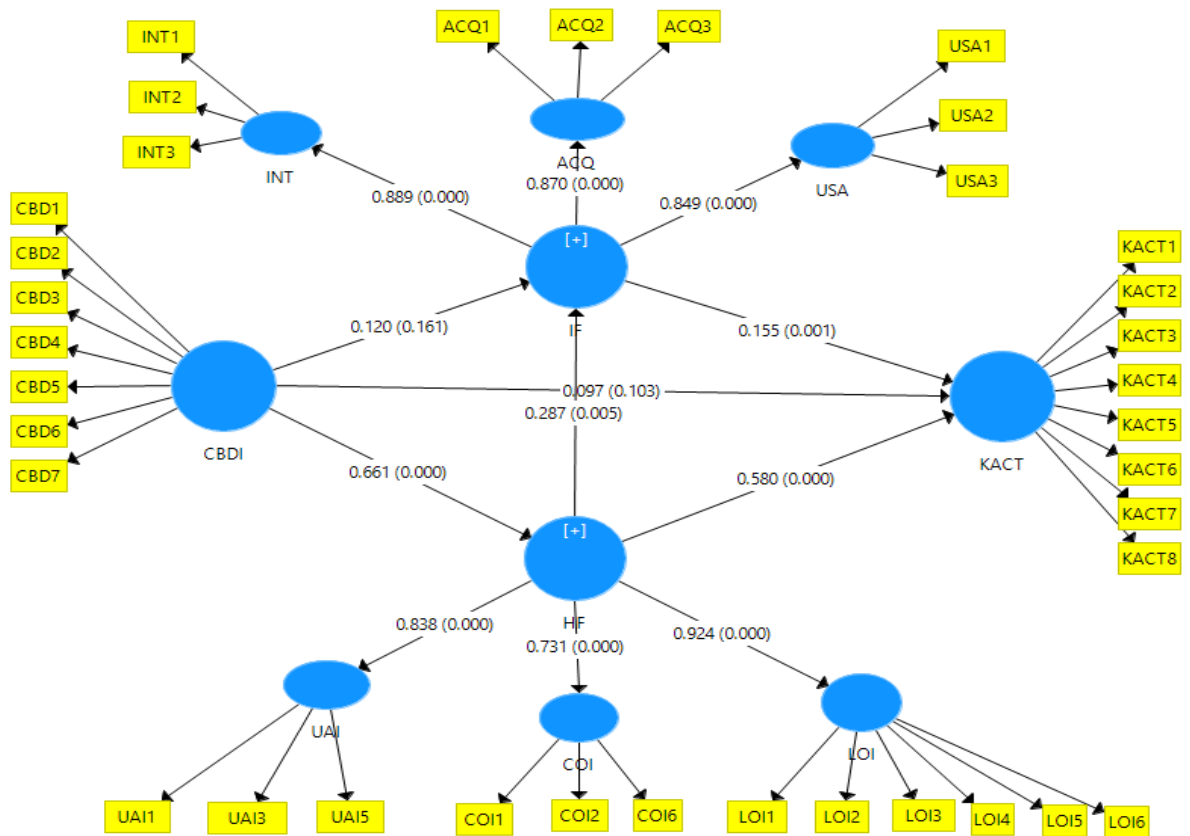 INT1
INT2
INT3
INT
ACQ1
ACQ2
ACQ3
ACQ
USA1
USA2
USA3
USA
0.889 (0.000)
0.870 (0.000)
0.849 (0.000)
CBD1
CBD2
CBD3
CBD4
CBD5
CBD6
CBD7
CBDI
[+]
IF
0.120 (0.161)
0.155 (0.001)
0.097 (0.103)
0.287 (0.005)
0.661 (0.000)
0.580 (0.000)
KACT1
KACT2
KACT3
KACT4
KACT5
KACT6
KACT7
KACT8
KACT
[+]
HF
0.838 (0.000)
0.731 (0.000)
0.924 (0.000)
UAI
COI
LOI
UAI1
UAI3
UAI5
COI1
COI2
COI6
LOI1
LOI2
LOI3
LOI4
LOI5
LOI6